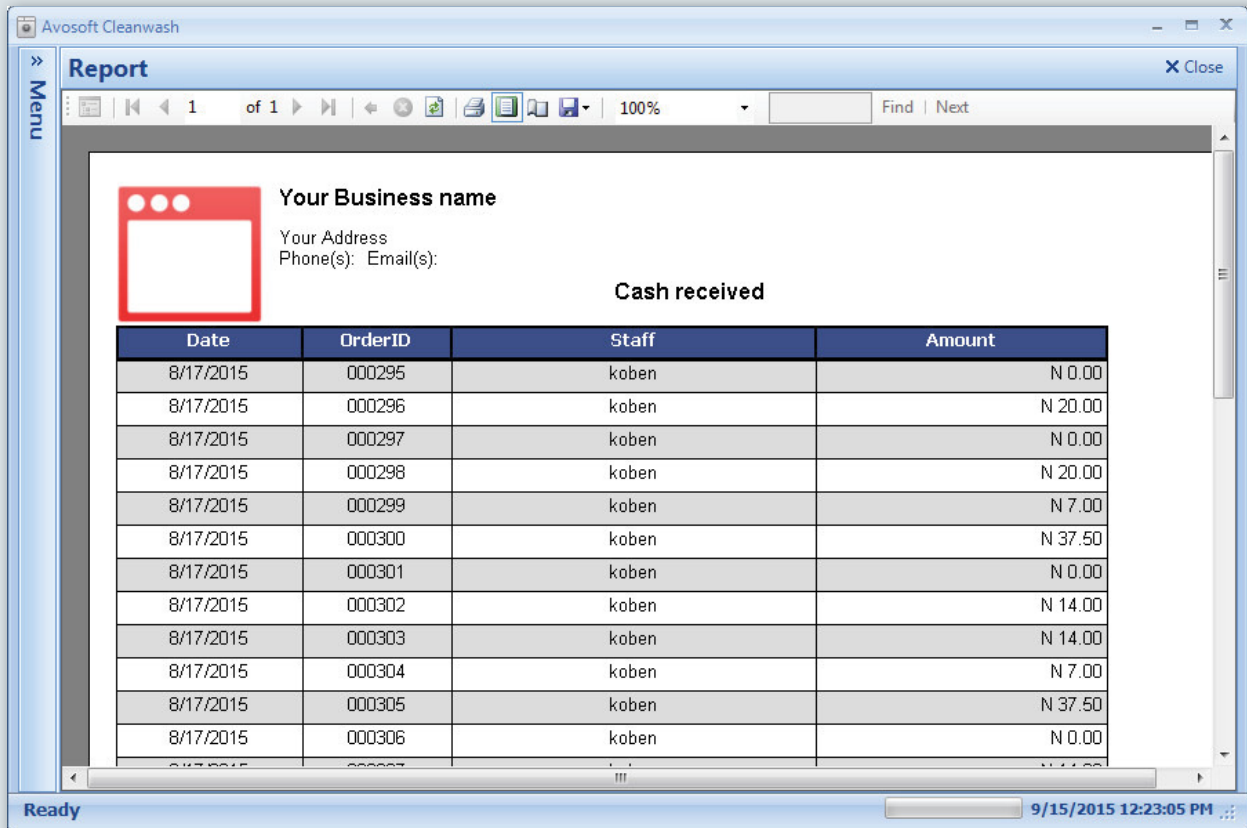 Avosoft Cleanwash
» Menu
Report Close
1 of 1 100% Find Next
Your Business name
Your Address
Phone(s): Email(s):
Cash received
Date OrderID Staff Amount
8/17/2015 000295 koben N 0.00
8/17/2015 000296 koben N 20.00
8/17/2015 000297 koben N 0.00
8/17/2015 000298 koben N 20.00
8/17/2015 000299 koben N 7.00
8/17/2015 000300 koben N 37.50
8/17/2015 000301 koben N 0.00
8/17/2015 000302 koben N 14.00
8/17/2015 000303 koben N 14.00
8/17/2015 000304 koben N 7.00
8/17/2015 000305 koben N 37.50
8/17/2015 000306 koben N 0.00
Ready 9/15/2015 12:23:05 PM